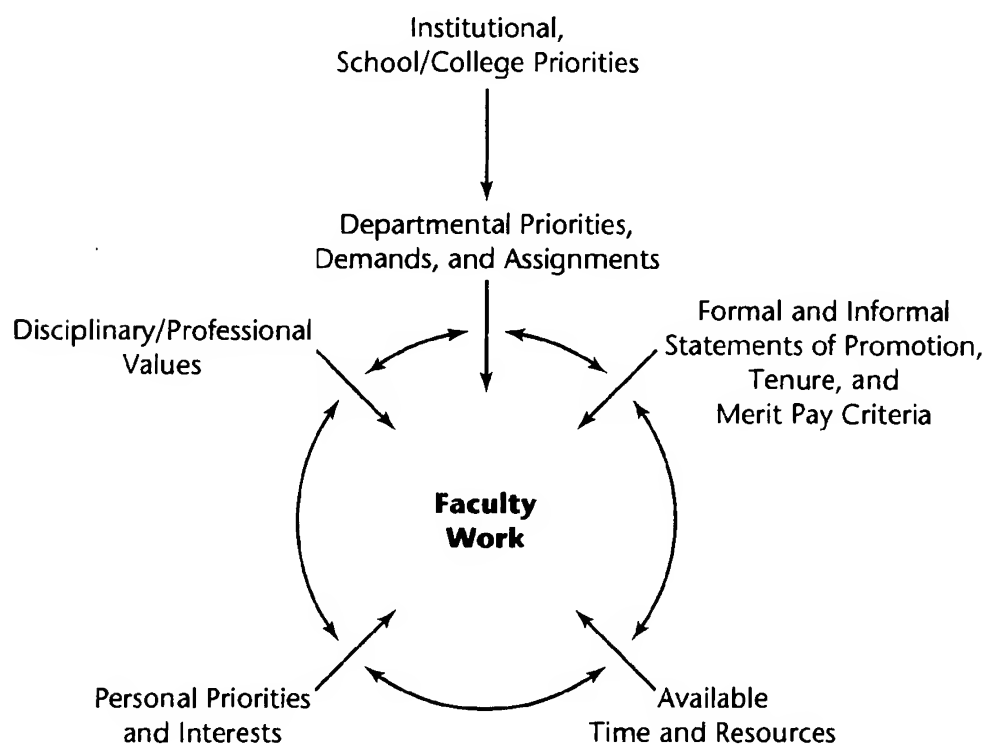 Institutional,
School/College Priorities
Departmental Priorities,
Demands, and Assignments
Disciplinary/Professional
Values
Formal and Informal
Statements of Promotion,
Tenure, and
Merit Pay Criteria
Faculty
Work
Personal Priorities
and Interests
Available
Time and Resources